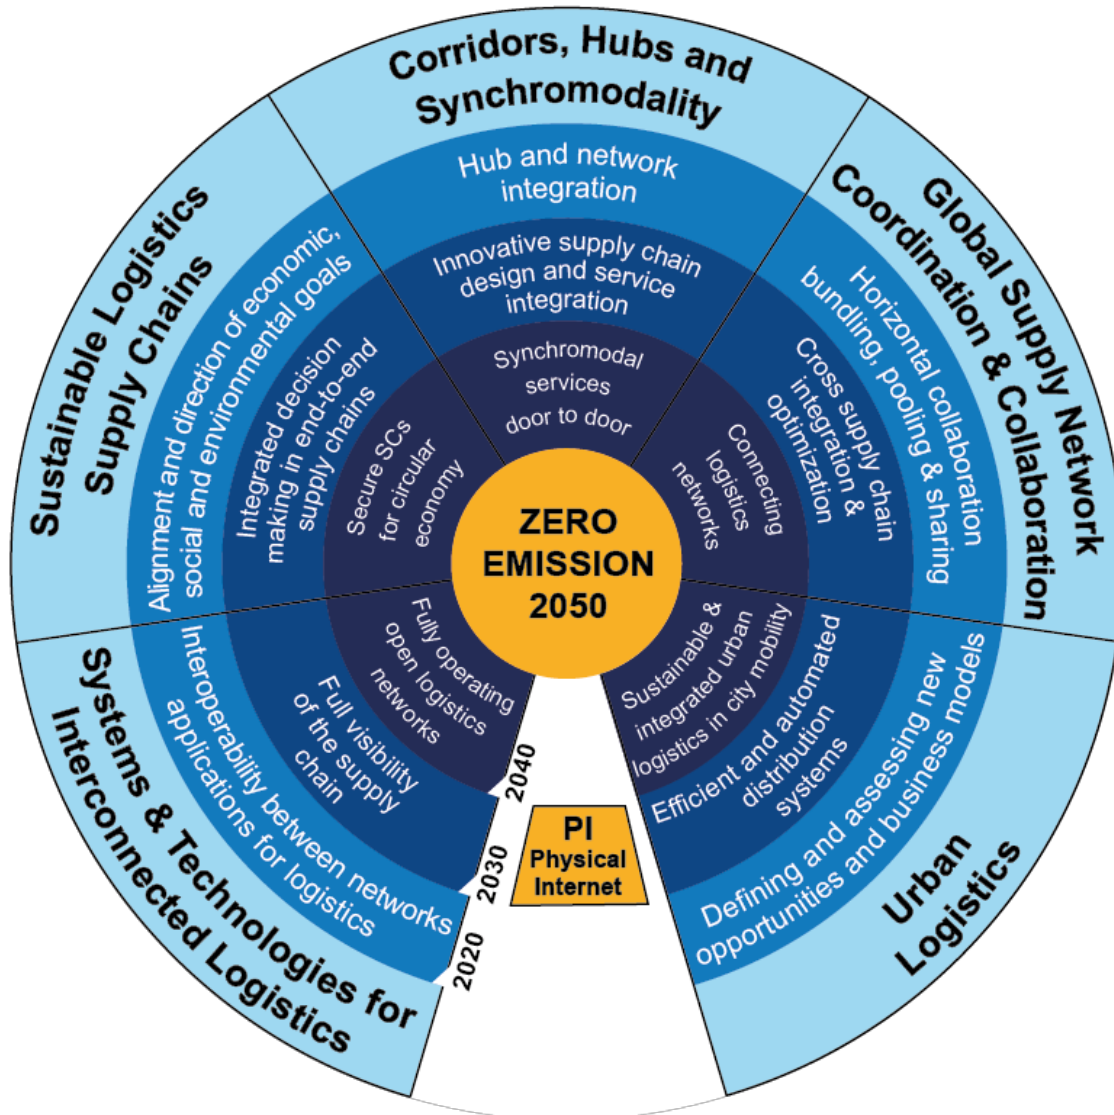 Corridors, Hubs and
Synchromodality
Hub and network
integration
Innovative supply chain
design and service
integration
Synchromodal
services
door to door
Global Supply Network
Coordination & Collaboration
Horizontal collaboration
bundling, pooling & sharing
Cross supply chain
integration &
optimization
Connecting
logistics
networks
Urban
Logistics
Defining and assessing new
opportunities and business models
Efficient and automated
distribution
systems
Sustainable &
integrated urban
logistics in city mobility
Systems & Technologies for
Interconnected Logistics
Interoperability between networks
applications for logistics
Full visibility
of the supply
chain
Fully operating
open logistics
networks
Sustainable Logistics
Supply Chains
Alignment and direction of economic,
social and environmental goals
Integrated decision
making in end-to-end
supply chains
Secure SCs
for circular
economy
ZERO
EMISSION
2050
2040
2030
2020
PI
Physical
Internet